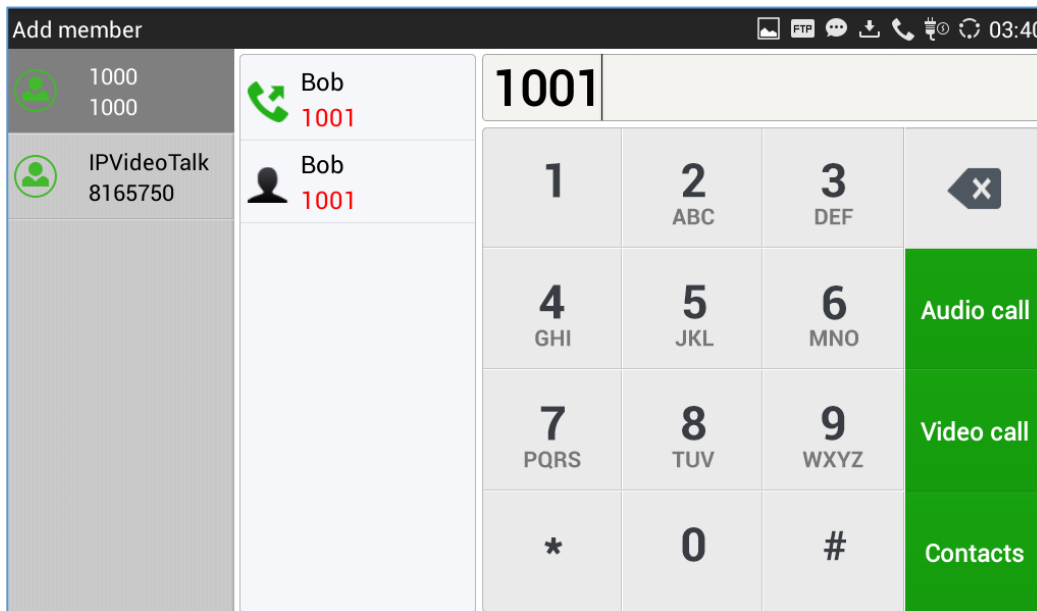 Add member
FTP
03:40
1000
1000
IPVideoTalk
8165750
Bob
1001
Bob
1001
1001
1
2
ABC
3
DEF
4
GHI
5
JKL
6
MNO
Audio call
7
PQRS
8
TUV
9
WXYZ
Video call
*
0
#
Contacts